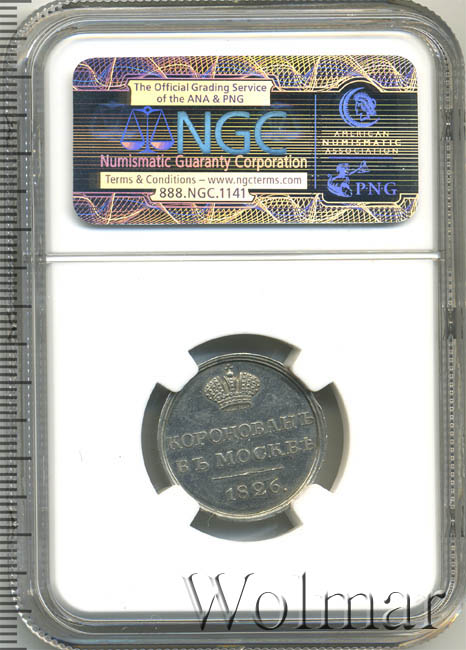 The Official Grading Service
of the ANA & PNG
NGC
Numismatic Guaranty Corporation
Terms & Conditions – www.ngcterms.com
888.NGC.1141
AMERICAN
NUMISMATIC
ASSOCIATION
PNG
КОРОНОВАНЪ
ВЪ МОСКВѢ
1826.
Wolmar